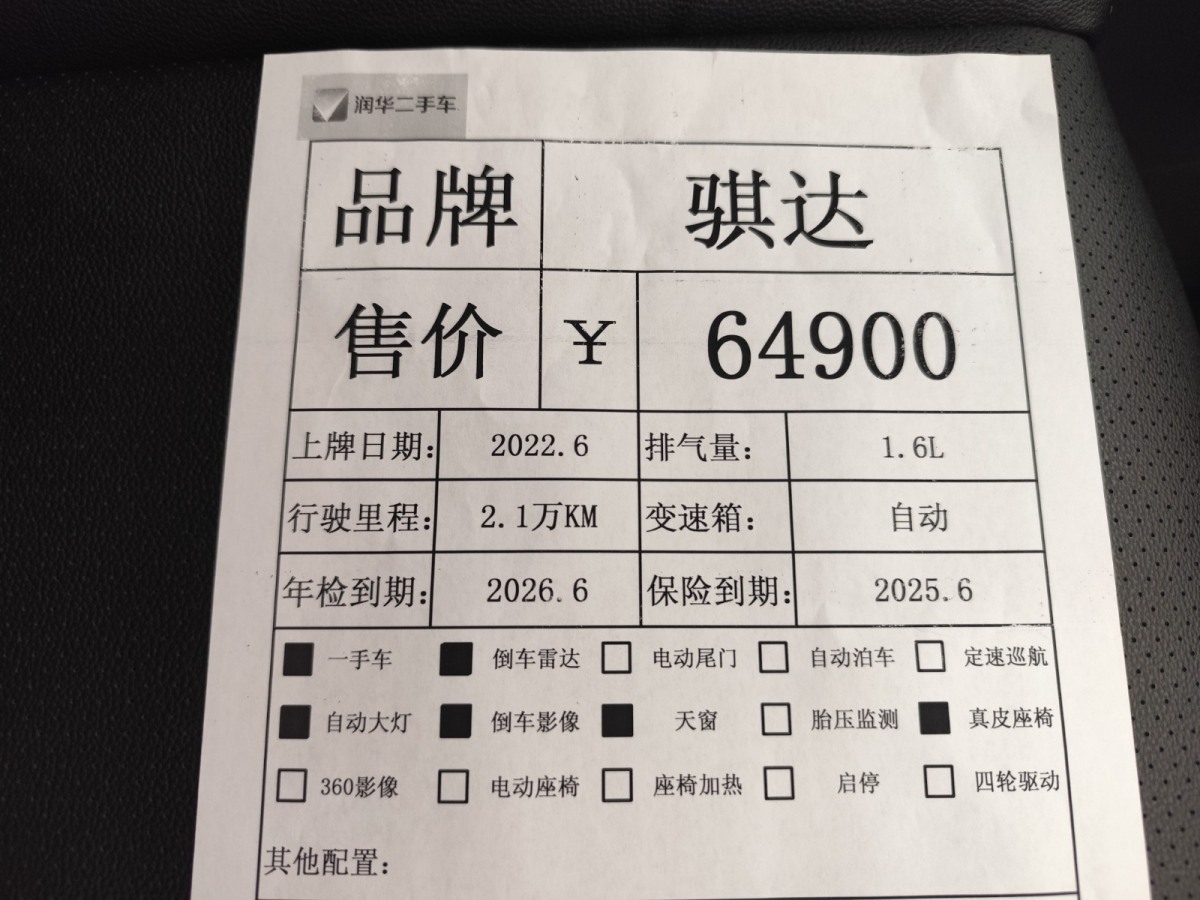 润华二手车
品牌 骐达
售价 ¥ 64900
上牌日期: 2022.6 排气量: 1.6L
行驶里程: 2.1万KM 变速箱: 自动
年检到期: 2026.6 保险到期: 2025.6
■ 一手车 ■ 倒车雷达 □ 电动尾门 □ 自动泊车 □ 定速巡航
■ 自动大灯 ■ 倒车影像 ■ 天窗 □ 胎压监测 ■ 真皮座椅
□ 360影像 □ 电动座椅 □ 座椅加热 □ 启停 □ 四轮驱动
其他配置: